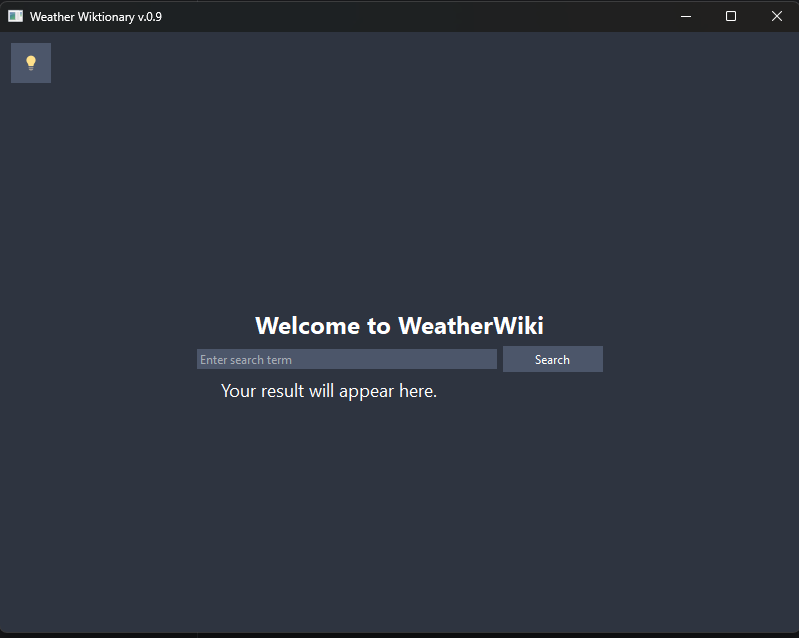 Weather Wiktionary v.0.9
Welcome to WeatherWiki
Enter search term Search
Your result will appear here.